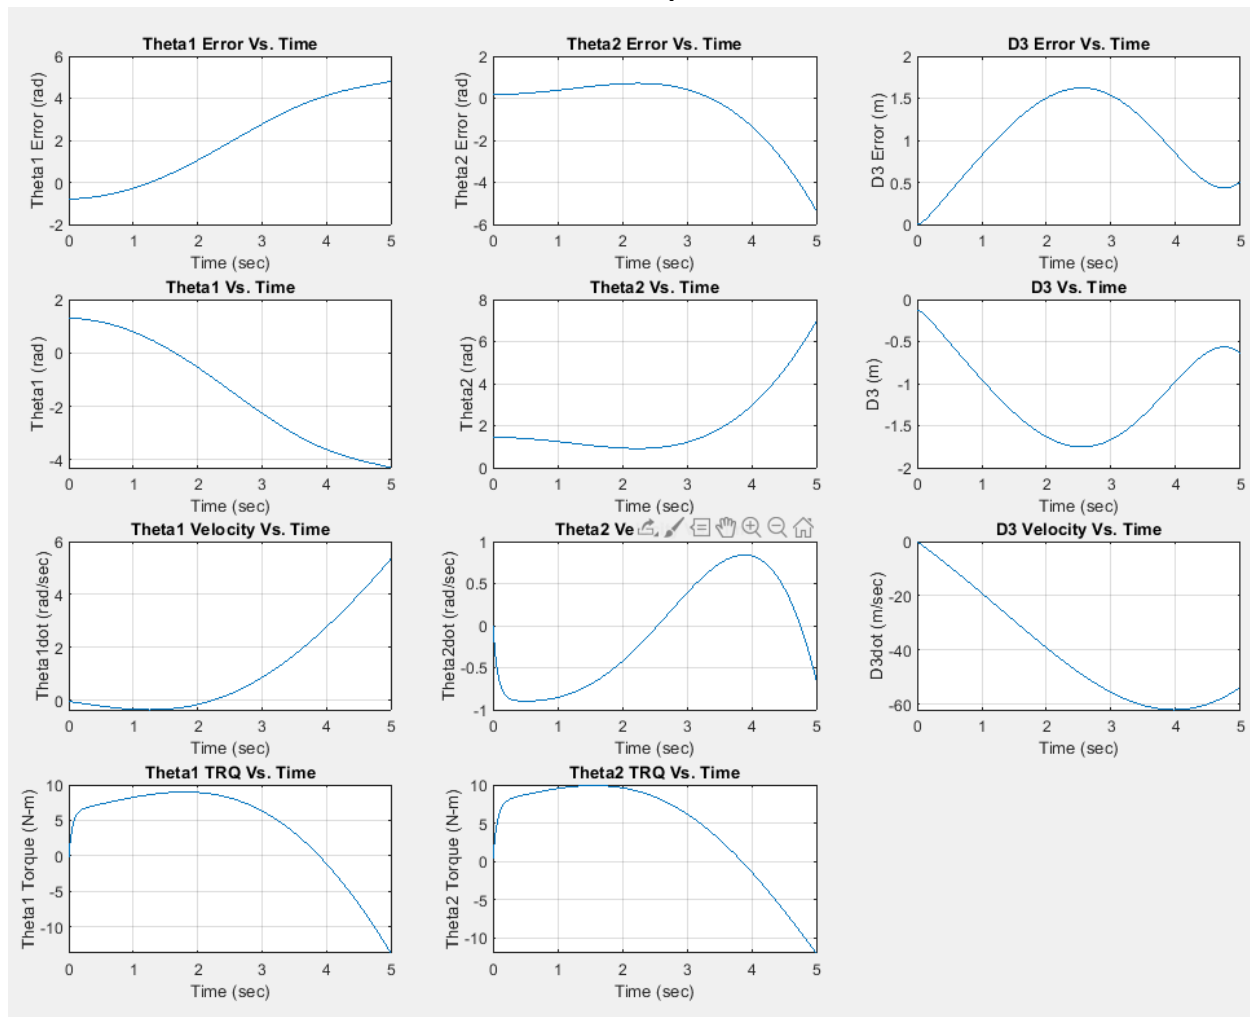 Theta1 Error Vs. Time
Theta1 Error (rad)
6
4
2
0
-2
0 1 2 3 4 5
Time (sec)
Theta2 Error Vs. Time
Theta2 Error (rad)
2
0
-2
-4
-6
0 1 2 3 4 5
Time (sec)
D3 Error Vs. Time
D3 Error (m)
2
1.5
1
0.5
0
0 1 2 3 4 5
Time (sec)
Theta1 Vs. Time
Theta1 (rad)
2
0
-2
-4
0 1 2 3 4 5
Time (sec)
Theta2 Vs. Time
Theta2 (rad)
8
6
4
2
0
0 1 2 3 4 5
Time (sec)
D3 Vs. Time
D3 (m)
0
-0.5
-1
-1.5
-2
0 1 2 3 4 5
Time (sec)
Theta1 Velocity Vs. Time
Theta1dot (rad/sec)
6
4
2
0
0 1 2 3 4 5
Time (sec)
Theta2 Ve
Theta2dot (rad/sec)
1
0.5
0
-0.5
-1
0 1 2 3 4 5
Time (sec)
D3 Velocity Vs. Time
D3dot (m/sec)
0
-20
-40
-60
0 1 2 3 4 5
Time (sec)
Theta1 TRQ Vs. Time
Theta1 Torque (N-m)
10
5
0
-5
-10
0 1 2 3 4 5
Time (sec)
Theta2 TRQ Vs. Time
Theta2 Torque (N-m)
10
5
0
-5
-10
0 1 2 3 4 5
Time (sec)